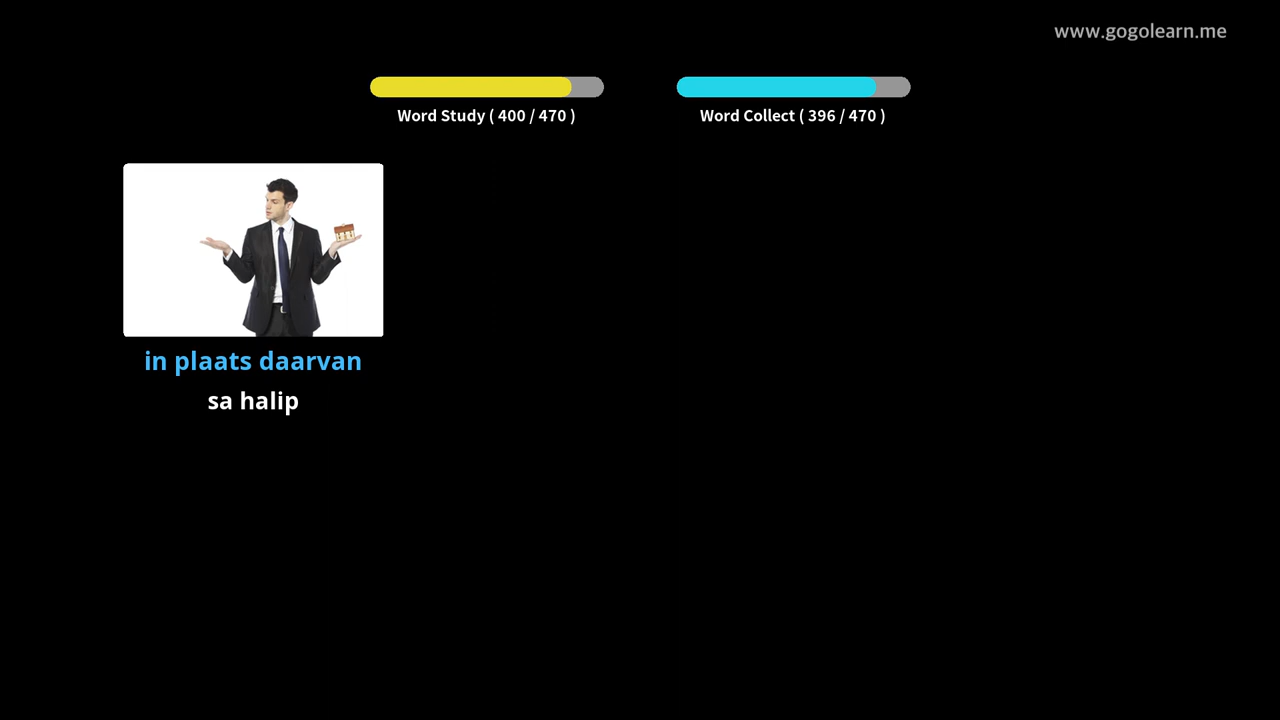 www.gogolearn.me
Word Study ( 400 / 470 )
Word Collect ( 396 / 470 )
in plaats daarvan
sa halip